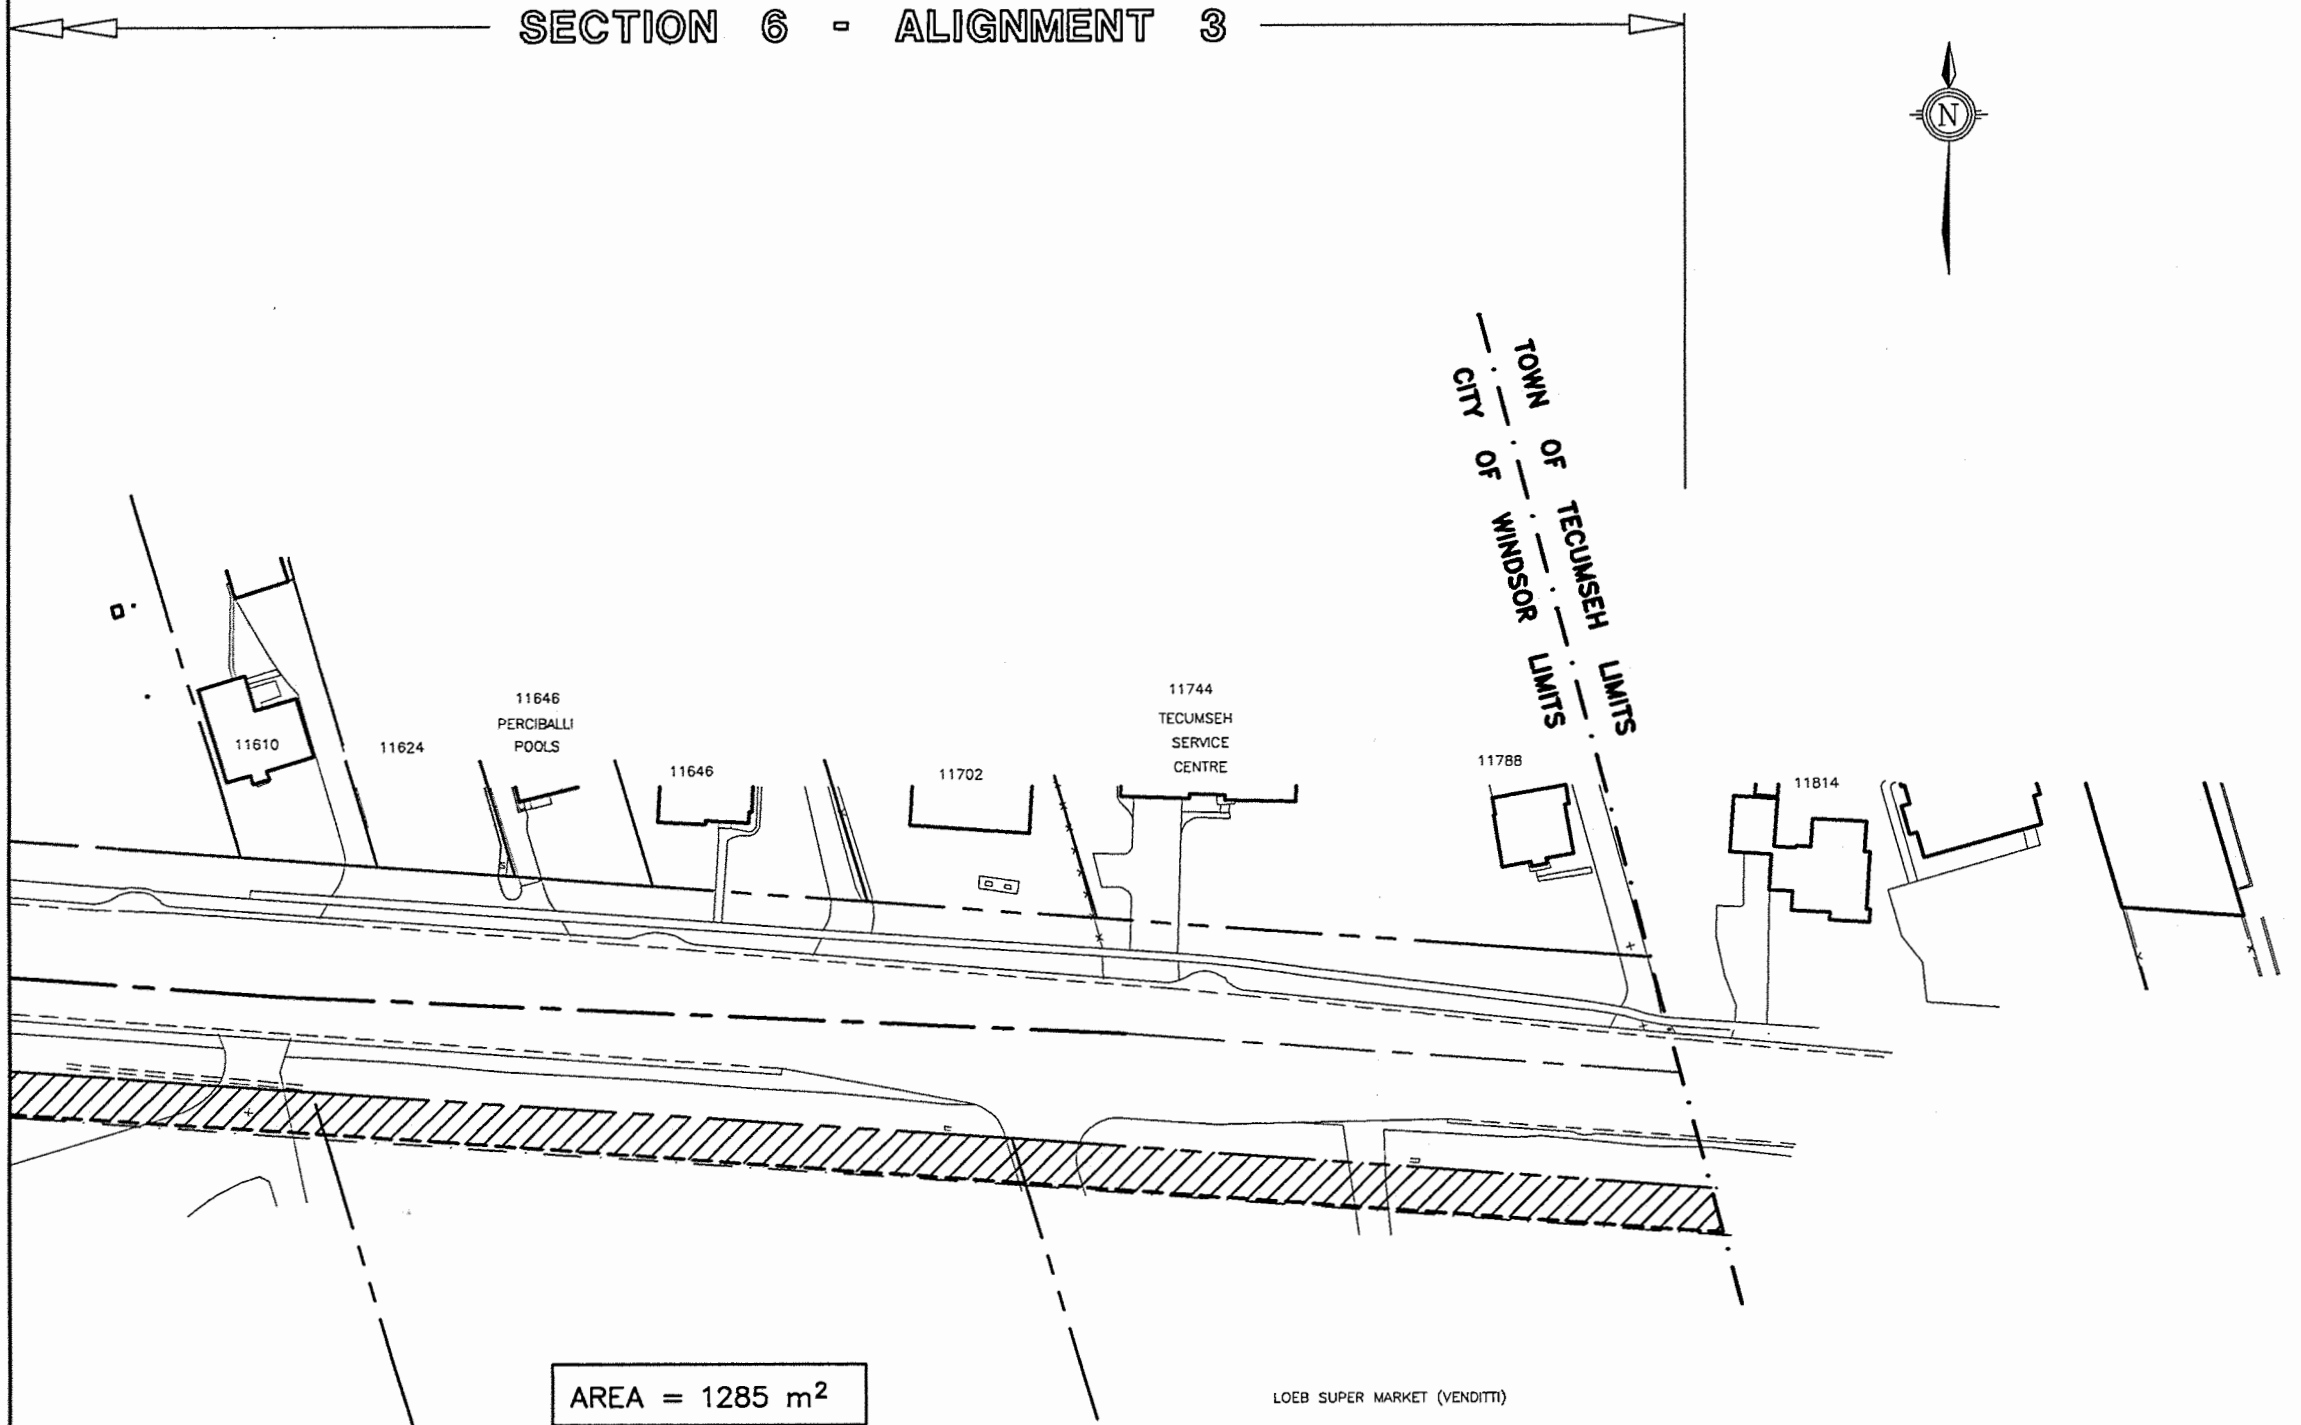 SECTION 6 - ALIGNMENT 3
N
TOWN OF TECUMSEH LIMITS
CITY OF WINDSOR LIMITS
11610
11624
11646
PERCIBALLI
POOLS
11646
11702
11744
TECUMSEH
SERVICE
CENTRE
11788
11814
AREA = 1285 m²
LOEB SUPER MARKET (VENDITTI)